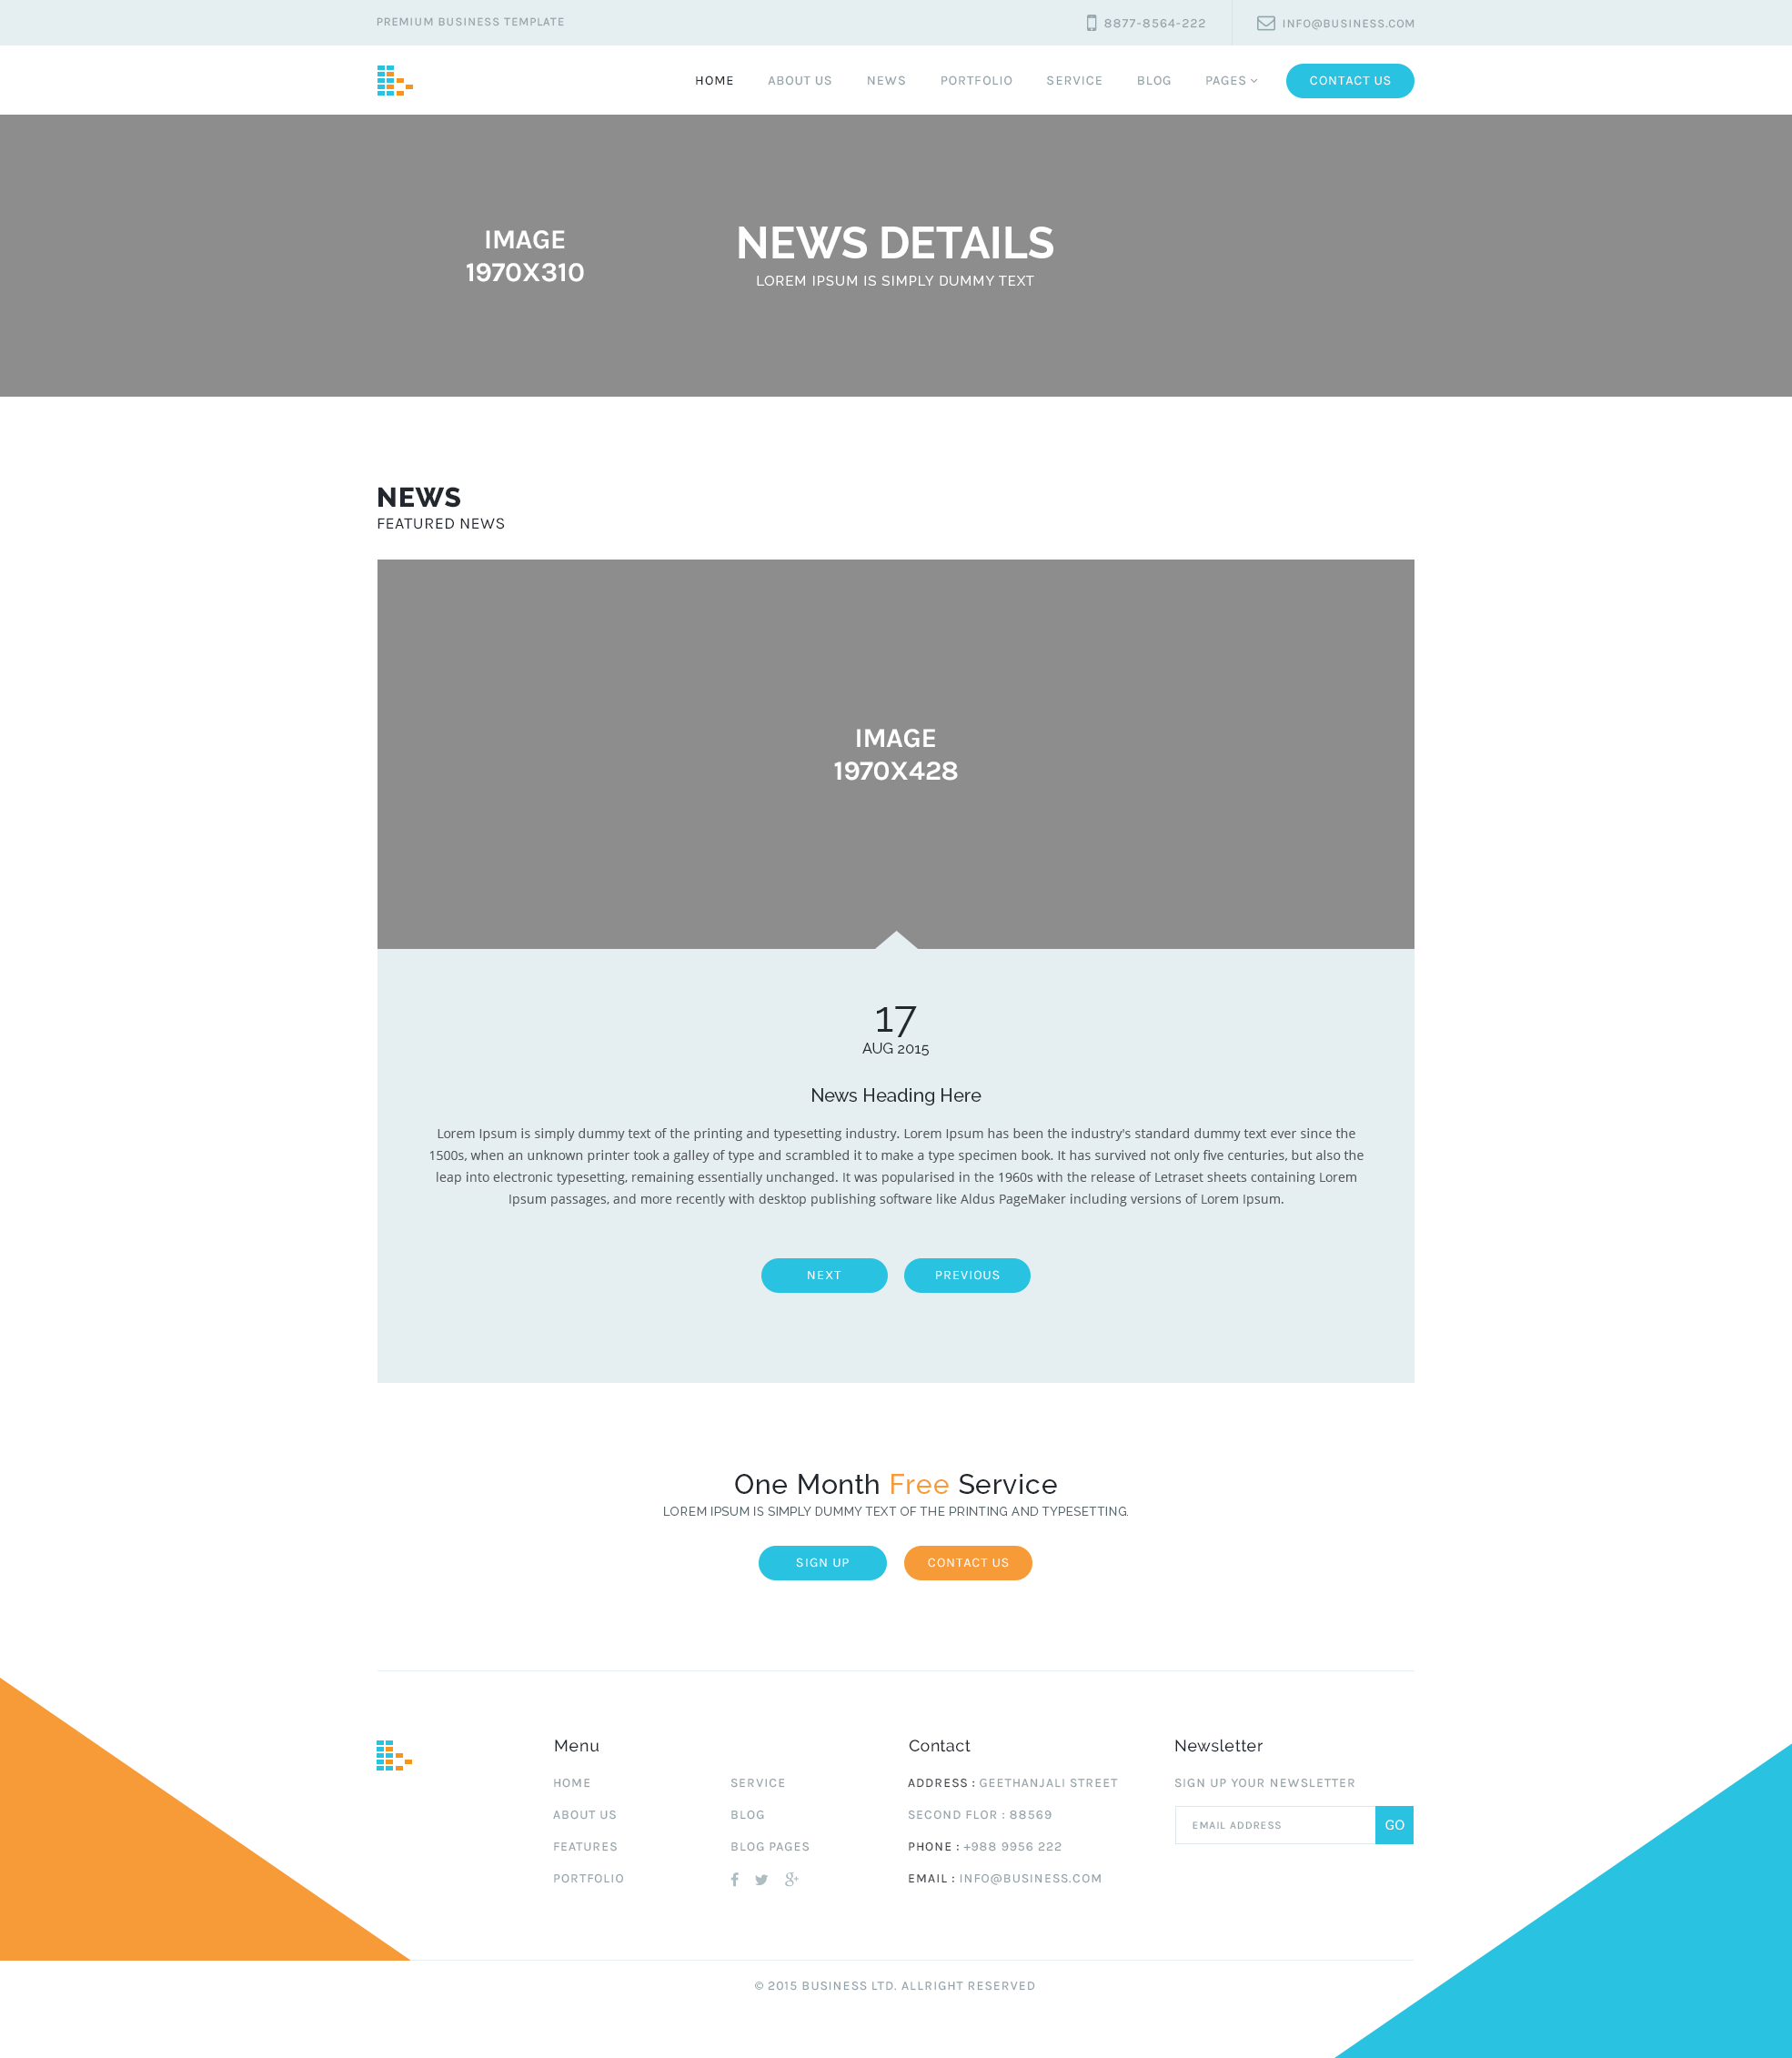 PREMIUM BUSINESS TEMPLATE
8877-8564-222
INFO@BUSINESS.COM
HOME ABOUT US NEWS PORTFOLIO SERVICE BLOG PAGES CONTACT US
IMAGE
1970X310
NEWS DETAILS
LOREM IPSUM IS SIMPLY DUMMY TEXT
NEWS
FEATURED NEWS
IMAGE
1970X428
17
AUG 2015
News Heading Here
Lorem Ipsum is simply dummy text of the printing and typesetting industry. Lorem Ipsum has been the industry's standard dummy text ever since the
1500s, when an unknown printer took a galley of type and scrambled it to make a type specimen book. It has survived not only five centuries, but also the
leap into electronic typesetting, remaining essentially unchanged. It was popularised in the 1960s with the release of Letraset sheets containing Lorem
Ipsum passages, and more recently with desktop publishing software like Aldus PageMaker including versions of Lorem Ipsum.
NEXT PREVIOUS
One Month Free Service
LOREM IPSUM IS SIMPLY DUMMY TEXT OF THE PRINTING AND TYPESETTING.
SIGN UP CONTACT US
Menu
HOME
ABOUT US
FEATURES
PORTFOLIO
SERVICE
BLOG
BLOG PAGES
Contact
ADDRESS : GEETHANJALI STREET
SECOND FLOR : 88569
PHONE : +988 9956 222
EMAIL : INFO@BUSINESS.COM
Newsletter
SIGN UP YOUR NEWSLETTER
EMAIL ADDRESS GO
© 2015 BUSINESS LTD. ALLRIGHT RESERVED